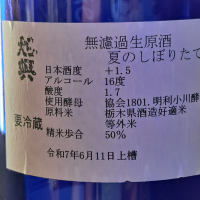 無濾過生原酒
夏のしぼりたて
日本酒度 +1.5
アルコール 16度
酸度 1.7
使用酵母 協会1801.明利小川酵
原料米 栃木県酒造好適米
等外米
要冷蔵
精米歩合 50%
令和7年6月11日上槽